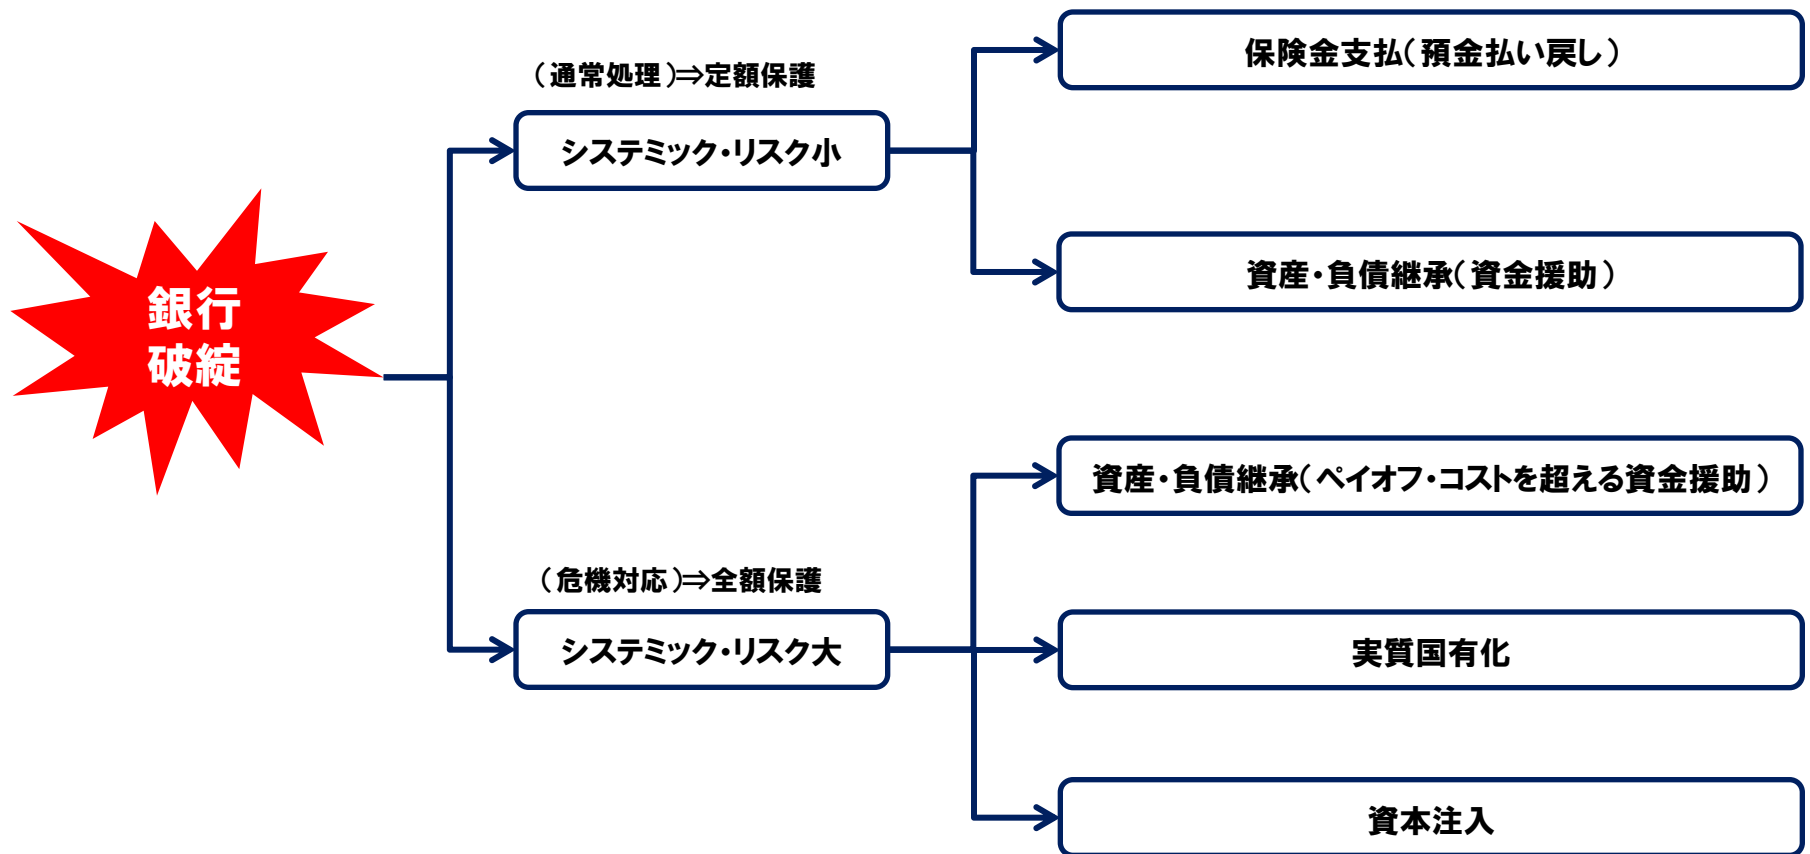 銀行
破綻
（通常処理）⇒定額保護
システミック・リスク小
保険金支払（預金払い戻し）
資産・負債継承（資金援助）
（危機対応）⇒全額保護
システミック・リスク大
資産・負債継承（ペイオフ・コストを超える資金援助）
実質国有化
資本注入